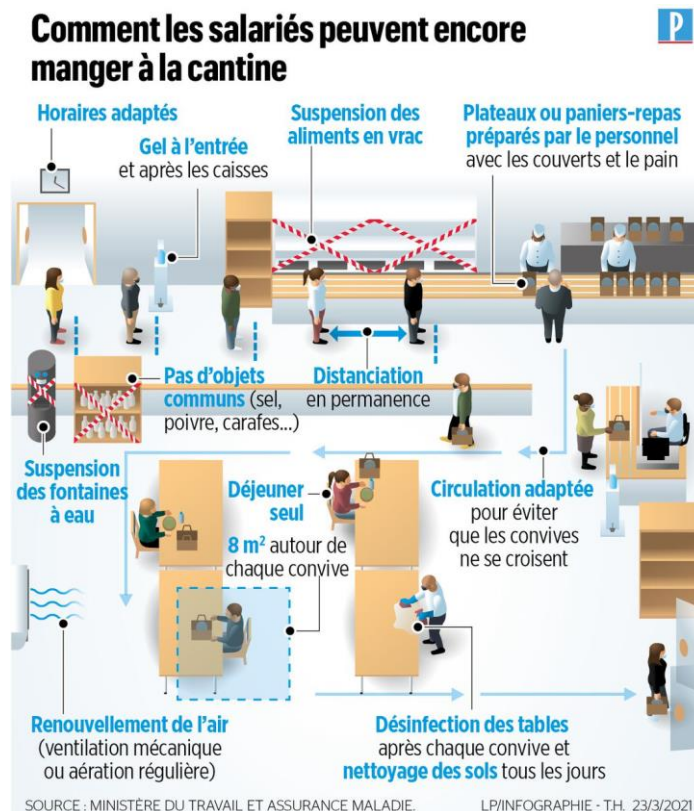 Comment les salariés peuvent encore
manger à la cantine
P
Horaires adaptés
Gel à l'entrée
et après les caisses
Suspension des
aliments en vrac
Plateaux ou paniers-repas
préparés par le personnel
avec les couverts et le pain
Pas d'objets
communs (sel,
poivre, carafes...)
Distanciation
en permanence
Suspension
des fontaines
à eau
Déjeuner
seul
8 m² autour de
chaque convive
Circulation adaptée
pour éviter
que les convives
ne se croisent
Renouvellement de l'air
(ventilation mécanique
ou aération régulière)
Désinfection des tables
après chaque convive et
nettoyage des sols tous les jours
SOURCE : MINISTÈRE DU TRAVAIL ET ASSURANCE MALADIE.
LP/INFOGRAPHIE - T.H. 23/3/2021